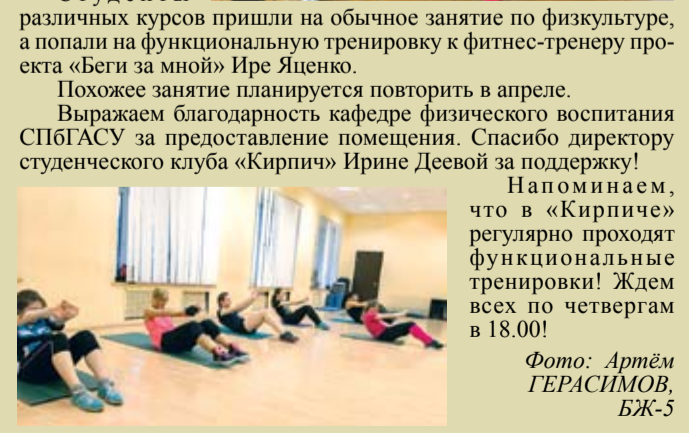 различных курсов пришли на обычное занятие по физкультуре,
а попали на функциональную тренировку к фитнес-тренеру про-
екта «Беги за мной» Ире Яценко.
Похожее занятие планируется повторить в апреле.
Выражаем благодарность кафедре физического воспитания
СПбГАСУ за предоставление помещения. Спасибо директору
студенческого клуба «Кирпич» Ирине Деевой за поддержку!
Напоминаем,
что в «Кирпиче»
регулярно проходят
функциональные
тренировки! Ждем
всех по четвергам
в 18.00!
Фото: Артём
ГЕРАСИМОВ,
БЖ-5